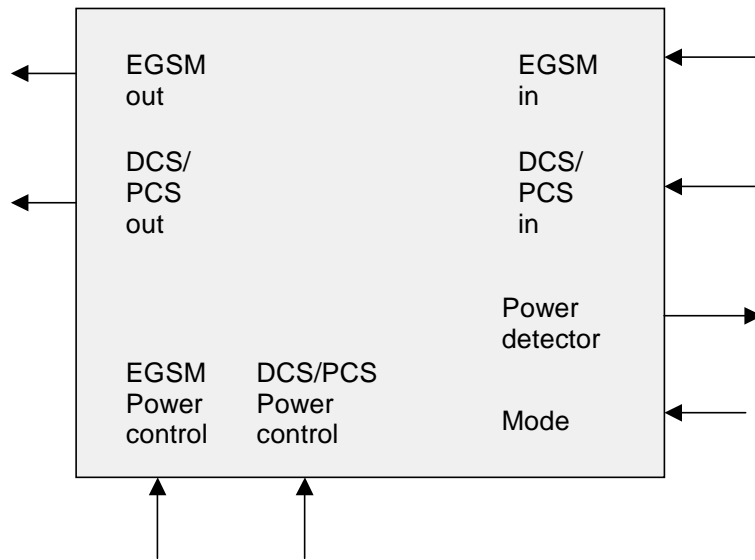 EGSM
out
EGSM
in
DCS/
PCS
out
DCS/
PCS
in
Power
detector
EGSM
Power
control
DCS/PCS
Power
control
Mode